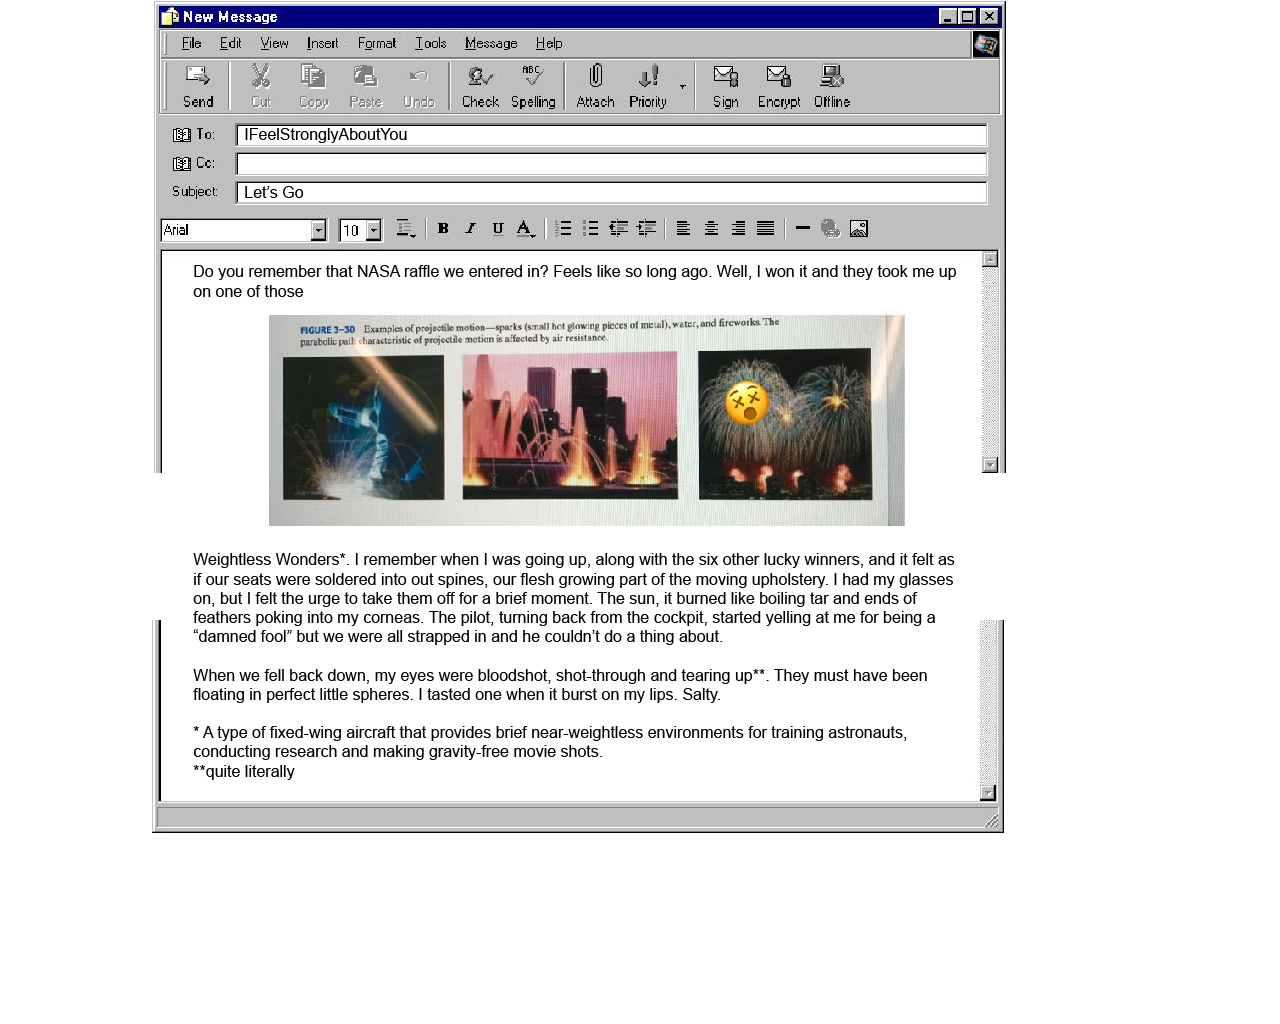 New Message
File Edit View Insert Format Tools Message Help
Send Cut Copy Paste Undo Check ABC Spelling Attach Priority Sign Encrypt Offline
To: IFeelStronglyAboutYou
Cc:
Subject: Let’s Go
Arial 10 B I U A
Do you remember that NASA raffle we entered in? Feels like so long ago. Well, I won it and they took me up
on one of those
FIGURE 3–30 Examples of projectile motion—sparks (small hot glowing pieces of metal), water, and fireworks. The
parabolic path characteristic of projectile motion is affected by air resistance.
Weightless Wonders*. I remember when I was going up, along with the six other lucky winners, and it felt as
if our seats were soldered into out spines, our flesh growing part of the moving upholstery. I had my glasses
on, but I felt the urge to take them off for a brief moment. The sun, it burned like boiling tar and ends of
feathers poking into my corneas. The pilot, turning back from the cockpit, started yelling at me for being a
“damned fool” but we were all strapped in and he couldn’t do a thing about.
When we fell back down, my eyes were bloodshot, shot-through and tearing up**. They must have been
floating in perfect little spheres. I tasted one when it burst on my lips. Salty.
* A type of fixed-wing aircraft that provides brief near-weightless environments for training astronauts,
conducting research and making gravity-free movie shots.
**quite literally